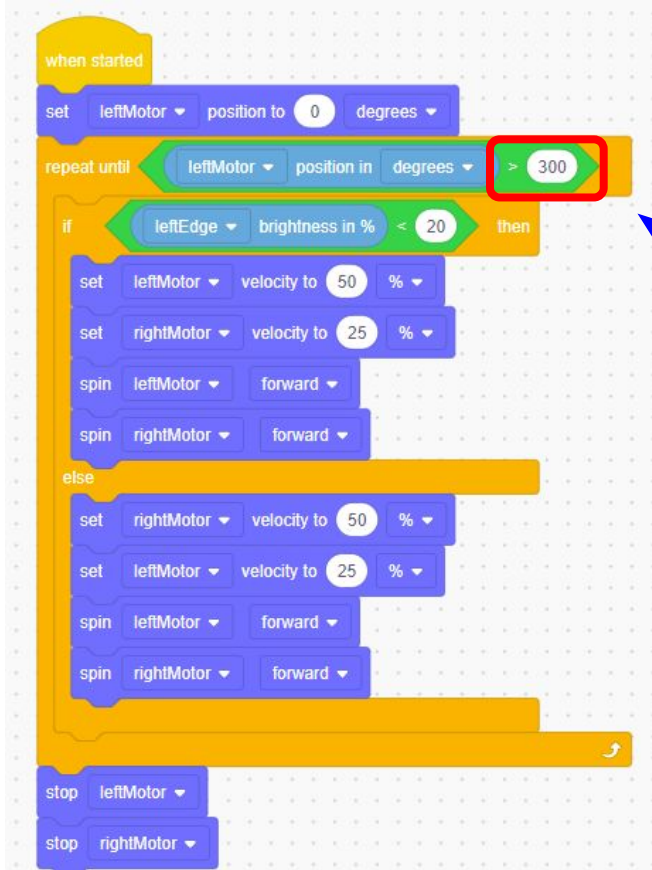 when started
set leftMotor position to 0 degrees
repeat until leftMotor position in degrees > 300
if leftEdge brightness in % < 20 then
set leftMotor velocity to 50 %
set rightMotor velocity to 25 %
spin leftMotor forward
spin rightMotor forward
else
set rightMotor velocity to 50 %
set leftMotor velocity to 25 %
spin leftMotor forward
spin rightMotor forward
stop leftMotor
stop rightMotor